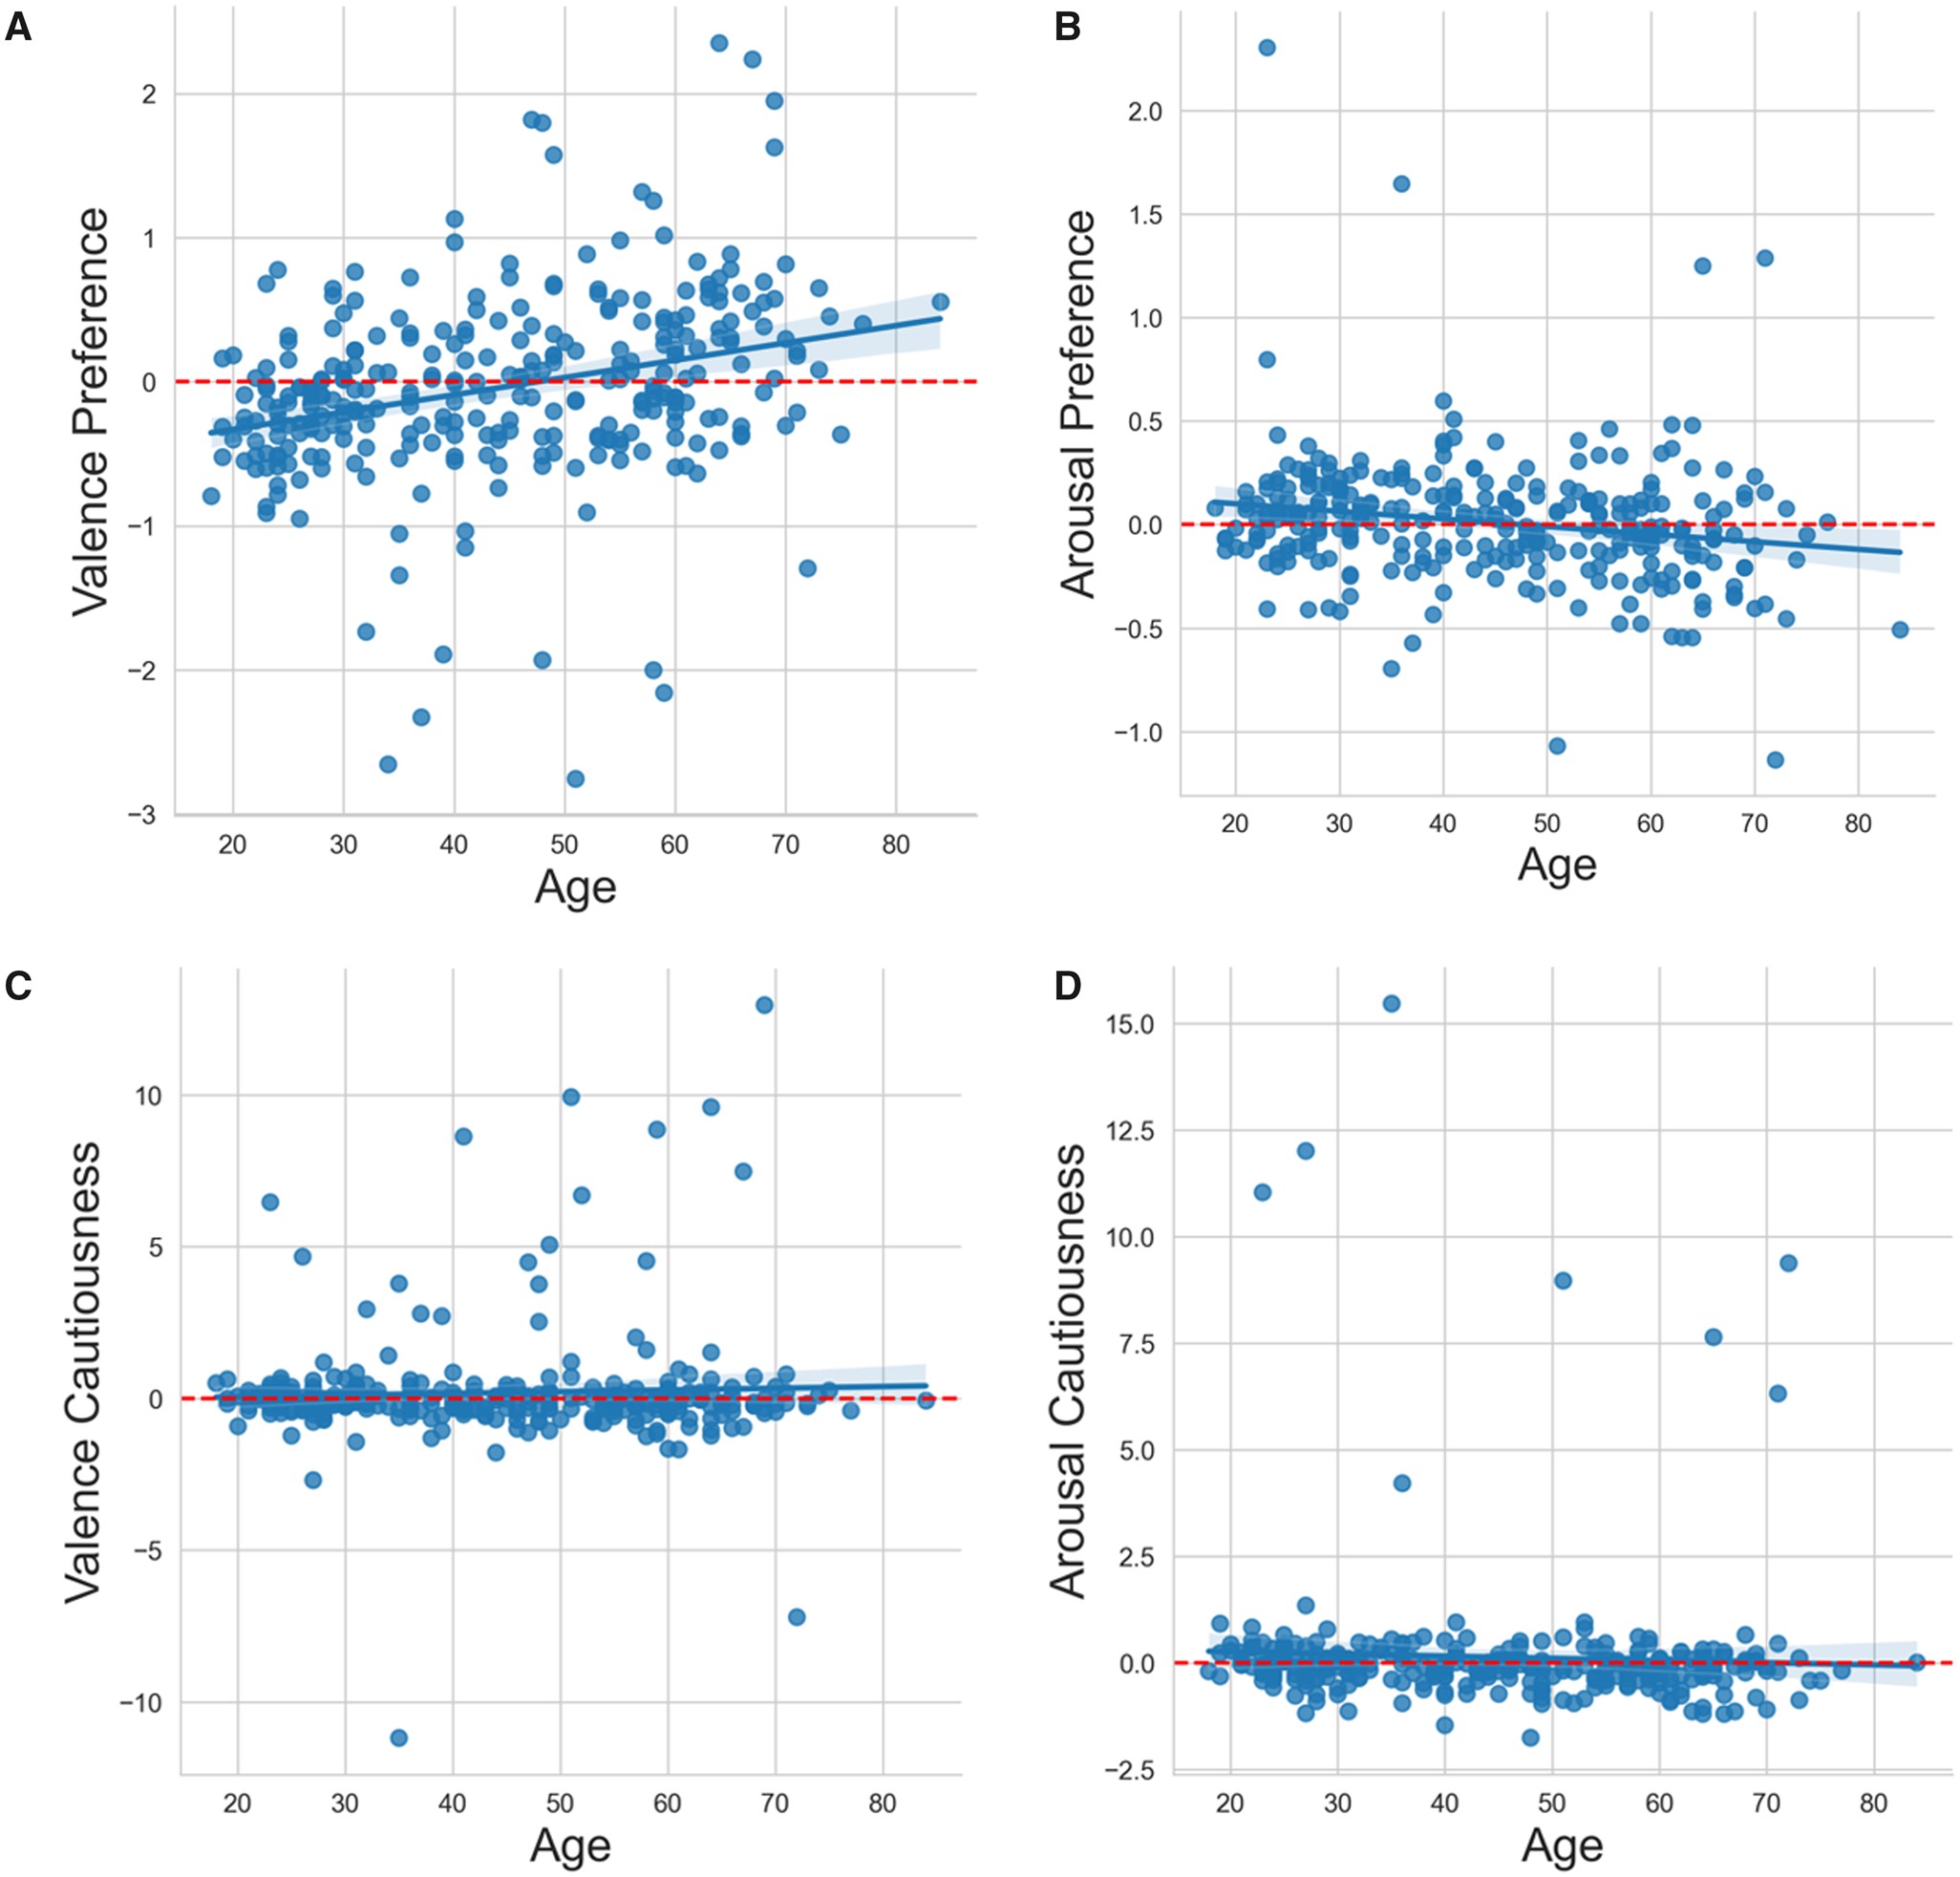 A
Valence Preference
2
1
0
−1
−2
−3
20 30 40 50 60 70 80
Age
B
Arousal Preference
2.0
1.5
1.0
0.5
0.0
−0.5
−1.0
20 30 40 50 60 70 80
Age
C
Valence Cautiousness
10
5
0
−5
−10
20 30 40 50 60 70 80
Age
D
Arousal Cautiousness
15.0
12.5
10.0
7.5
5.0
2.5
0.0
−2.5
20 30 40 50 60 70 80
Age